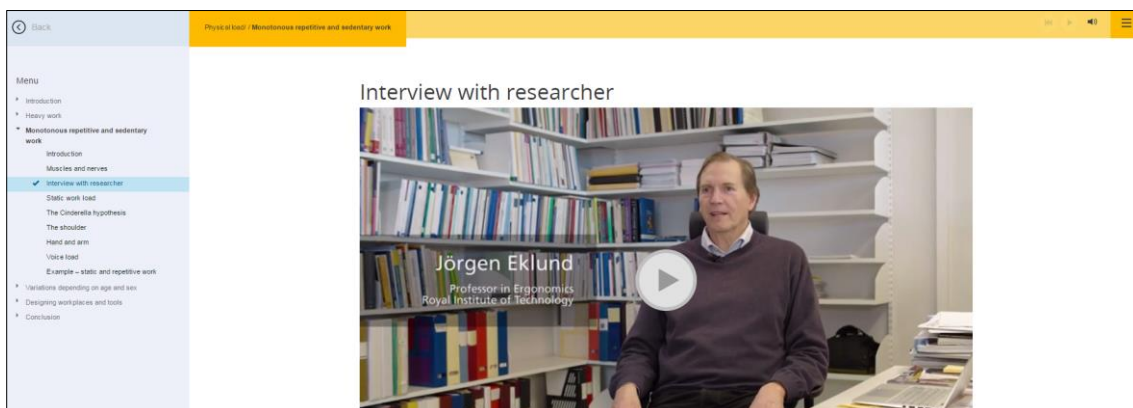 Back
Physical load/ / Monotonous repetitive and sedentary work
Menu
Introduction
Heavy work
Monotonous repetitive and sedentary
work
Introduction
Muscles and nerves
Interview with researcher
Static work load
The Cinderella hypothesis
The shoulder
Hand and arm
Voice load
Example – static and repetitive work
Variations depending on age and sex
Designing workplaces and tools
Conclusion
Interview with researcher
Jörgen Eklund
Professor in Ergonomics
Royal Institute of Technology